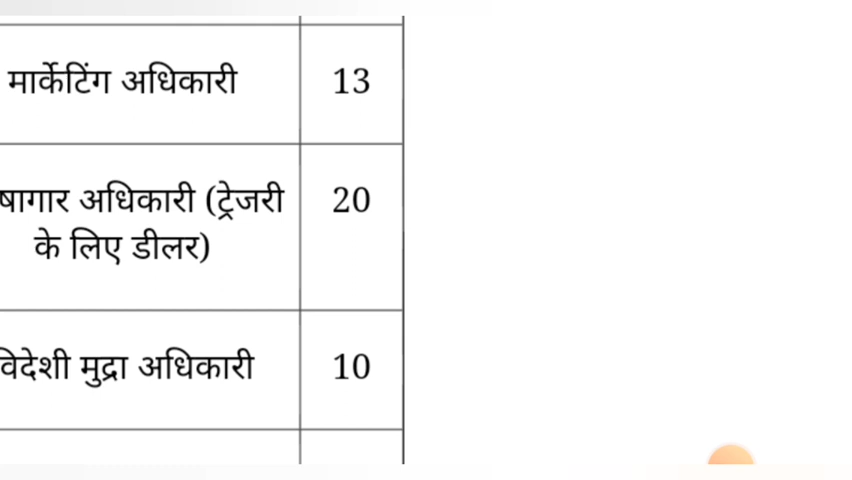 मार्केटिंग अधिकारी 13
षागार अधिकारी (ट्रेजरी 20
के लिए डीलर)
विदेशी मुद्रा अधिकारी 10